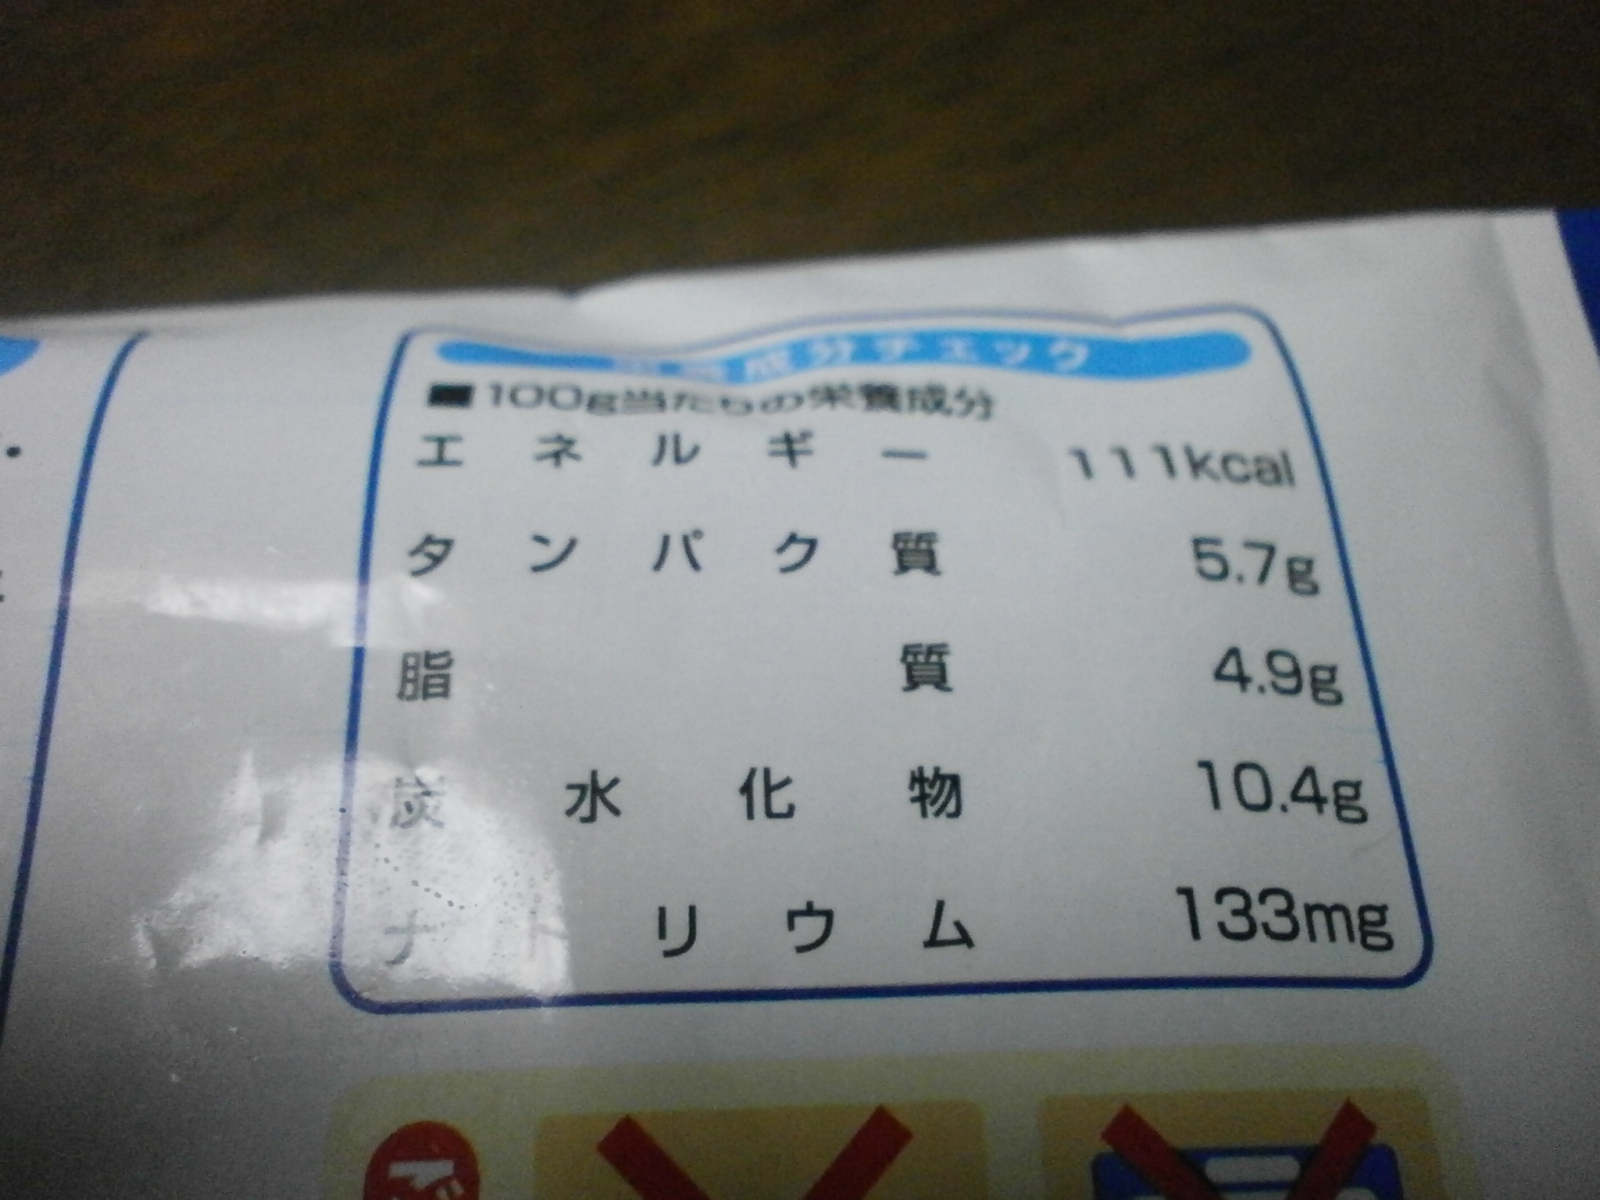 成分チェック
■100g当たりの栄養成分
エネルギー 111kcal
タンパク質 5.7g
脂質 4.9g
炭水化物 10.4g
ナトリウム 133mg